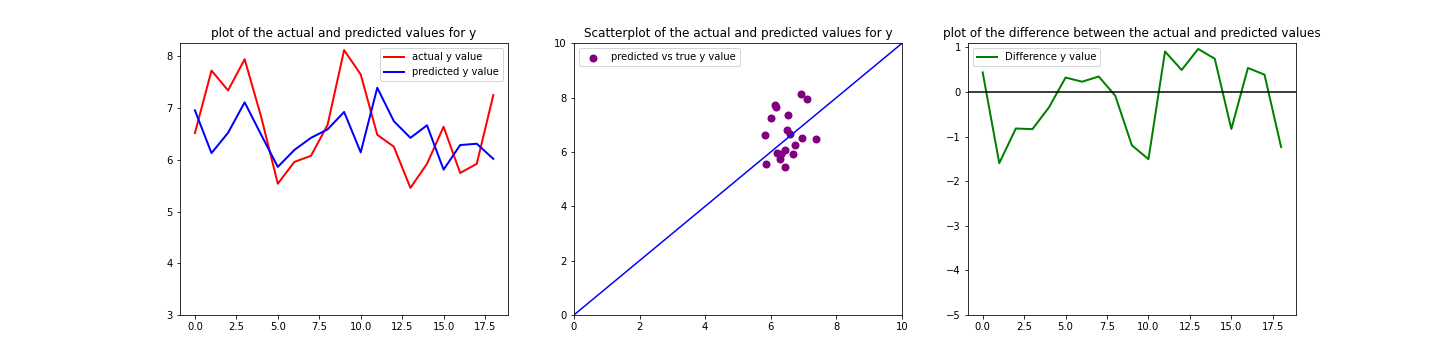 plot of the actual and predicted values for y
actual y value
predicted y value
8
7
6
5
4
3
0.0 2.5 5.0 7.5 10.0 12.5 15.0 17.5
Scatterplot of the actual and predicted values for y
predicted vs true y value
10
8
6
4
2
0
0 2 4 6 8 10
plot of the difference between the actual and predicted values
Difference y value
1
0
−1
−2
−3
−4
−5
0.0 2.5 5.0 7.5 10.0 12.5 15.0 17.5